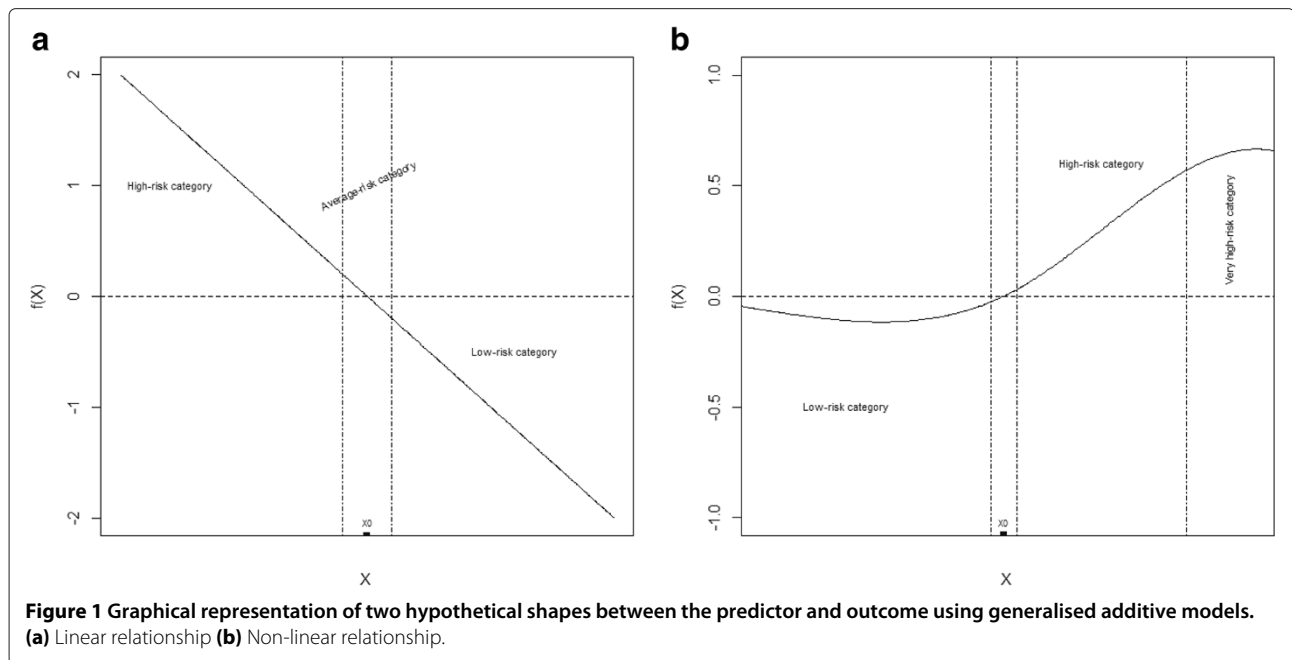 a
2
1
0
-1
-2
f(X)
High-risk category
Average-risk category
Low-risk category
X0
X
b
1.0
0.5
0.0
-0.5
-1.0
f(X)
High-risk category
Very high-risk category
Low-risk category
X0
X
Figure 1 Graphical representation of two hypothetical shapes between the predictor and outcome using generalised additive models.
(a) Linear relationship (b) Non-linear relationship.